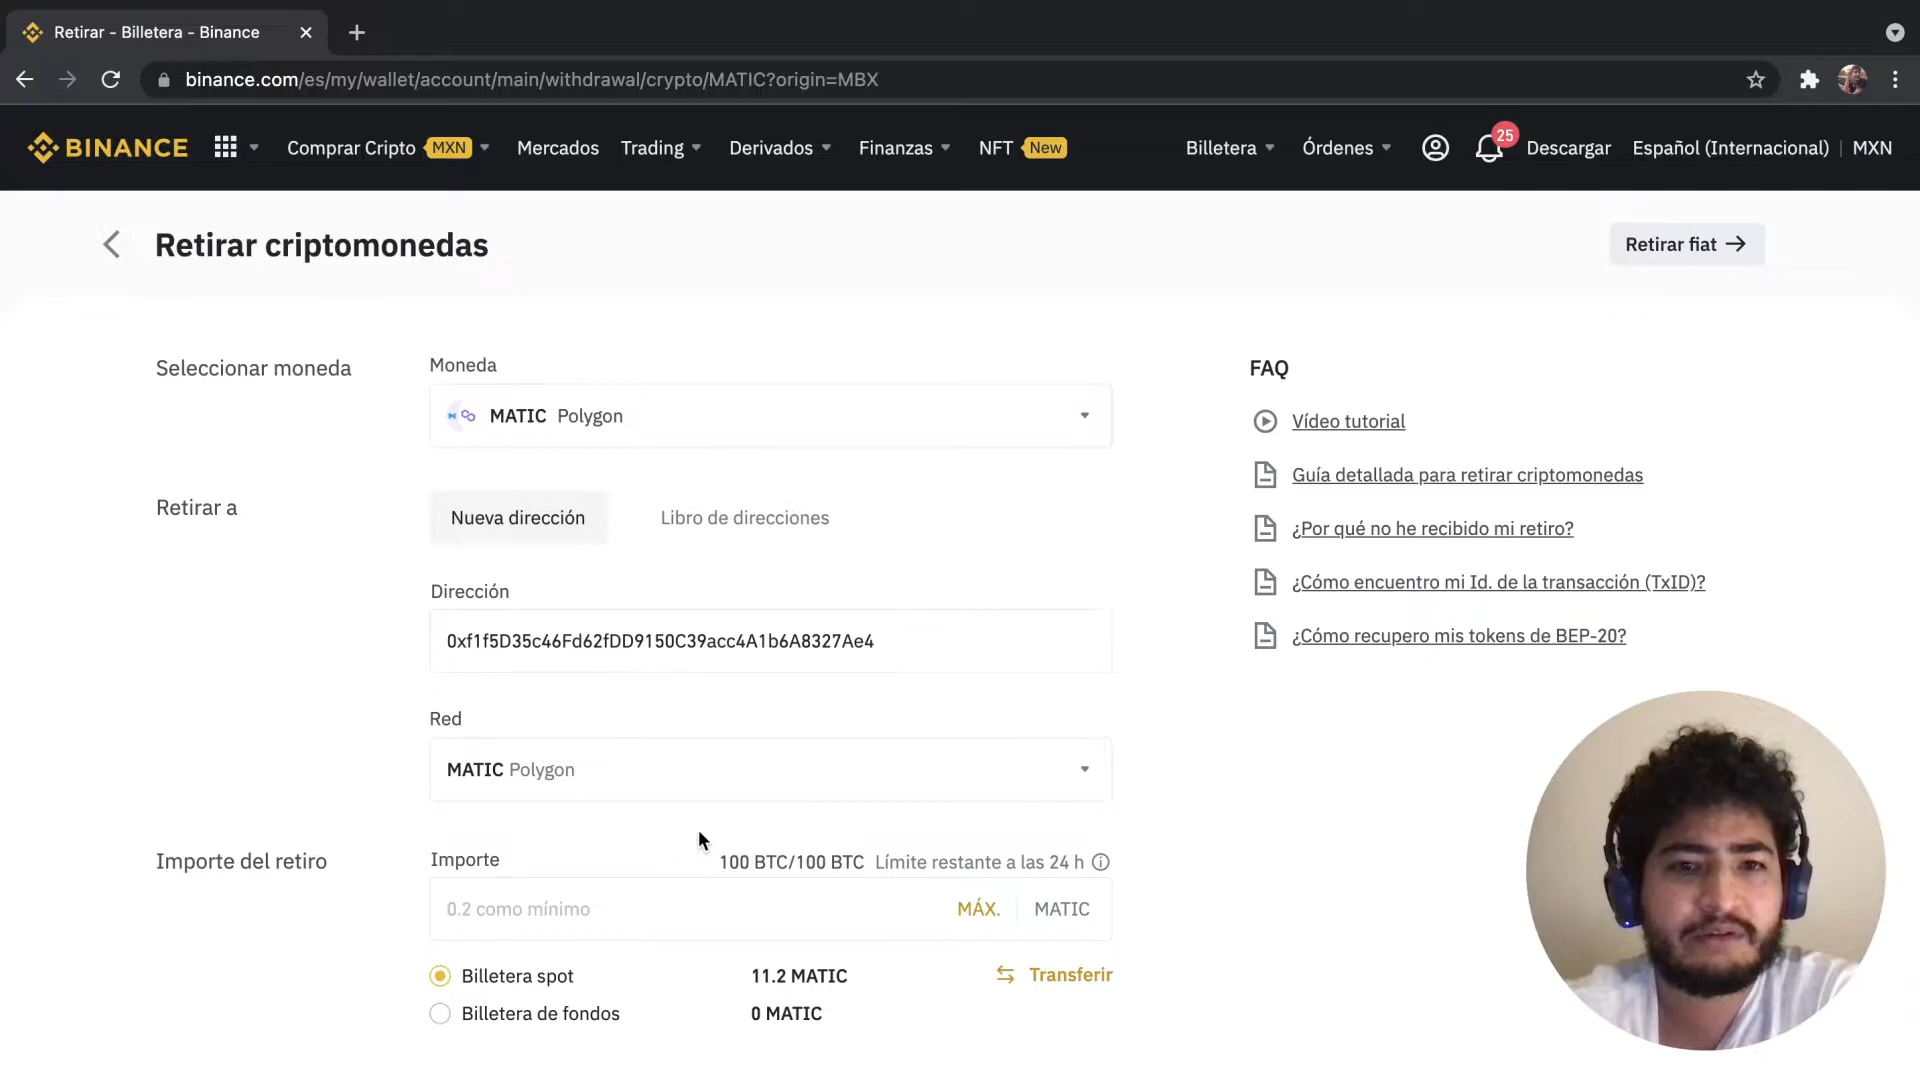 Retirar - Billetera - Binance
binance.com/es/my/wallet/account/main/withdrawal/crypto/MATIC?origin=MBX
BINANCE Comprar Cripto MXN Mercados Trading Derivados Finanzas NFT New Billetera Órdenes 25 Descargar Español (Internacional) | MXN
Retirar criptomonedas
Retirar fiat →
Seleccionar moneda
Moneda
MATIC Polygon
Retirar a
Nueva dirección Libro de direcciones
Dirección
0xf1f5D35c46Fd62fDD9150C39acc4A1b6A8327Ae4
Red
MATIC Polygon
Importe del retiro
Importe 100 BTC/100 BTC Límite restante a las 24 h
0.2 como mínimo MÁX. MATIC
Billetera spot 11.2 MATIC Transferir
Billetera de fondos 0 MATIC
FAQ
Vídeo tutorial
Guía detallada para retirar criptomonedas
¿Por qué no he recibido mi retiro?
¿Cómo encuentro mi Id. de la transacción (TxID)?
¿Cómo recupero mis tokens de BEP-20?